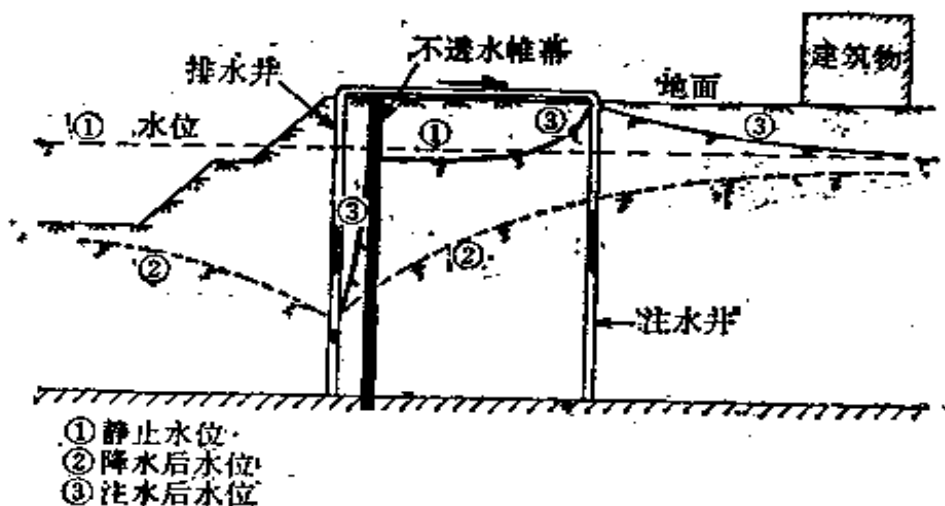 建筑物
不透水帷幕
排水井
地面
① 水位
①
③
③
③
②
②
注水井
① 静止水位
② 降水后水位
③ 注水后水位